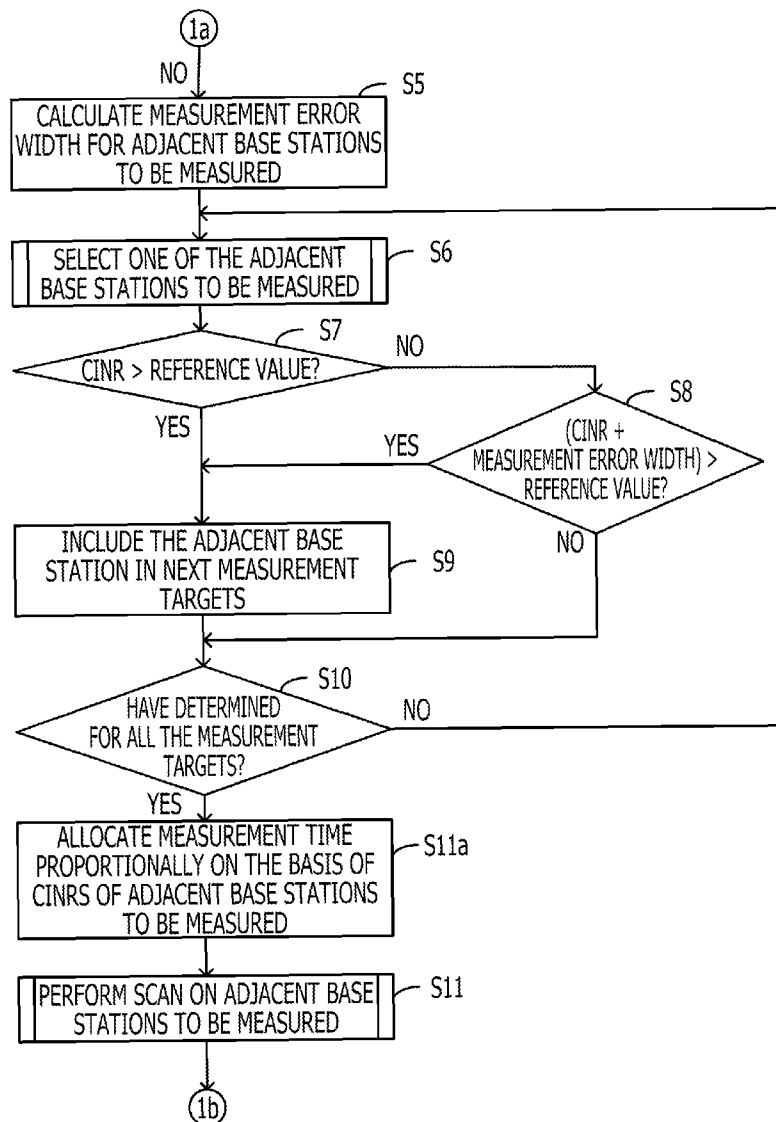 1a
NO
S5
CALCULATE MEASUREMENT ERROR
WIDTH FOR ADJACENT BASE STATIONS
TO BE MEASURED
SELECT ONE OF THE ADJACENT
BASE STATIONS TO BE MEASURED
S6
S7
CINR > REFERENCE VALUE?
NO
YES
S8
(CINR +
MEASUREMENT ERROR WIDTH) >
REFERENCE VALUE?
YES
NO
INCLUDE THE ADJACENT BASE
STATION IN NEXT MEASUREMENT
TARGETS
S9
S10
HAVE DETERMINED
FOR ALL THE MEASUREMENT
TARGETS?
NO
YES
ALLOCATE MEASUREMENT TIME
PROPORTIONALLY ON THE BASIS OF
CINRS OF ADJACENT BASE STATIONS
TO BE MEASURED
S11a
PERFORM SCAN ON ADJACENT BASE
STATIONS TO BE MEASURED
S11
1b